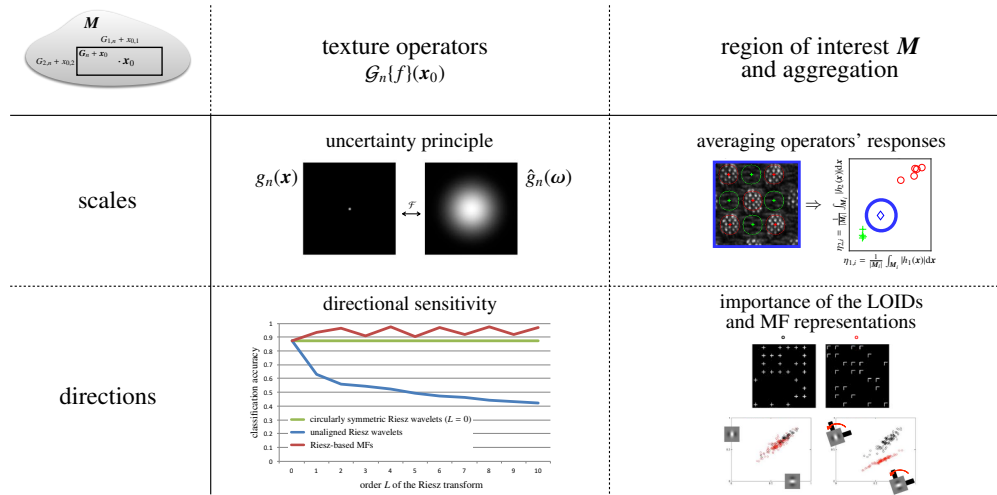 M
G1,n + x0,1
G2,n + x0,2
Gn + x0
· x0
texture operators
𝒢n{f}(x0)
region of interest M
and aggregation
scales
uncertainty principle
gn(x)
ℱ
ĝn(ω)
averaging operators' responses
⇒
η2,i = 1/|Mi| ∫Mi |h2(x)|dx
η1,i = 1/|Mi| ∫Mi |h1(x)|dx
directions
directional sensitivity
classification accuracy
1
0.9
0.8
0.7
0.6
0.5
0.4
0.3
0.2
0.1
0
circularly symmetric Riesz wavelets (L = 0)
unaligned Riesz wavelets
Riesz-based MFs
0 1 2 3 4 5 6 7 8 9 10
order L of the Riesz transform
importance of the LOIDs
and MF representations